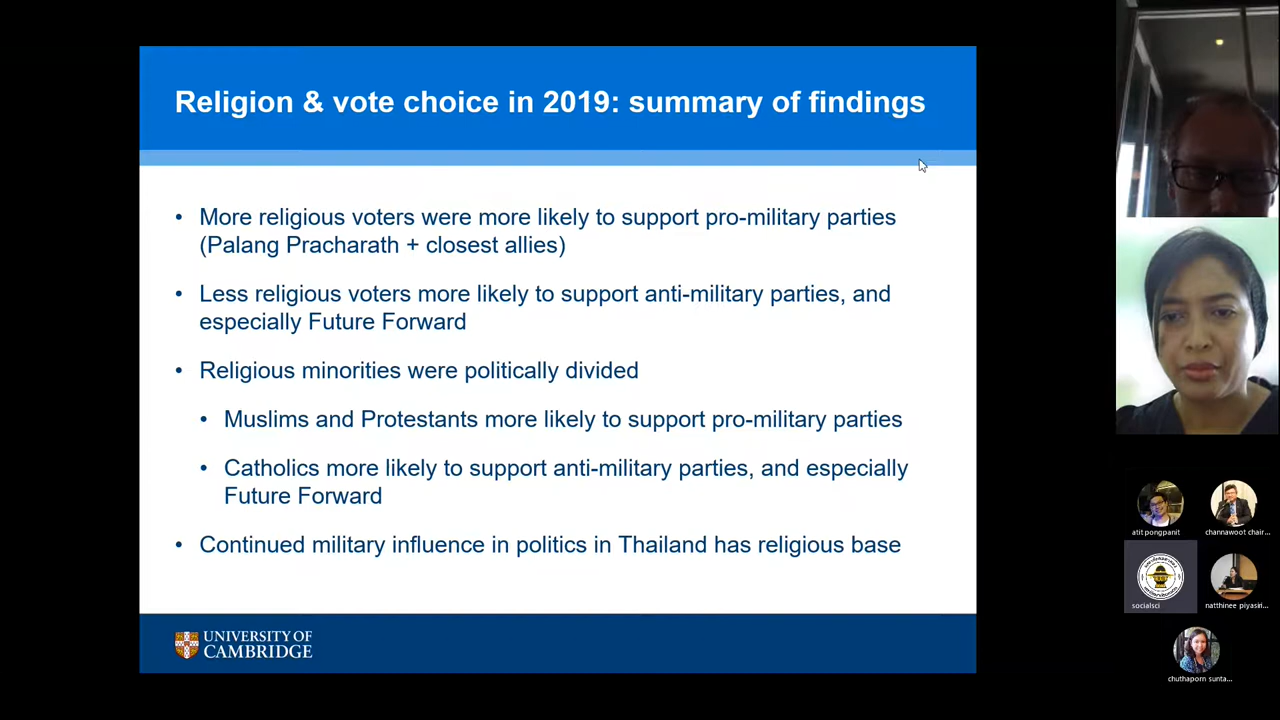 Religion & vote choice in 2019: summary of findings
• More religious voters were more likely to support pro-military parties
(Palang Pracharath + closest allies)
• Less religious voters more likely to support anti-military parties, and
especially Future Forward
• Religious minorities were politically divided
• Muslims and Protestants more likely to support pro-military parties
• Catholics more likely to support anti-military parties, and especially
Future Forward
• Continued military influence in politics in Thailand has religious base
UNIVERSITY OF
CAMBRIDGE
atit pongpanit
channawoot chair...
socialsci
natthinee piyasiri...
chuthaporn sunta...